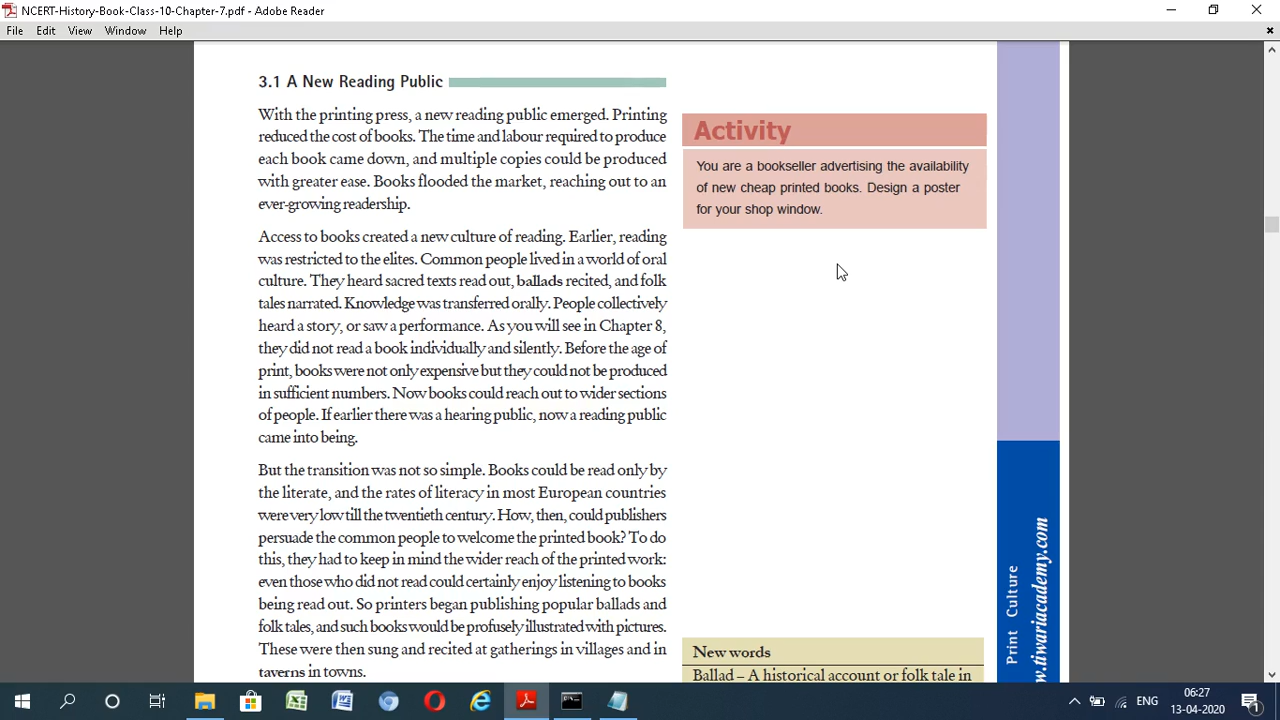 NCERT-History-Book-Class-10-Chapter-7.pdf - Adobe Reader
File Edit View Window Help
3.1 A New Reading Public
With the printing press, a new reading public emerged. Printing
reduced the cost of books. The time and labour required to produce
each book came down, and multiple copies could be produced
with greater ease. Books flooded the market, reaching out to an
ever-growing readership.
Access to books created a new culture of reading. Earlier, reading
was restricted to the elites. Common people lived in a world of oral
culture. They heard sacred texts read out, ballads recited, and folk
tales narrated. Knowledge was transferred orally. People collectively
heard a story, or saw a performance. As you will see in Chapter 8,
they did not read a book individually and silently. Before the age of
print, books were not only expensive but they could not be produced
in sufficient numbers. Now books could reach out to wider sections
of people. If earlier there was a hearing public, now a reading public
came into being.
But the transition was not so simple. Books could be read only by
the literate, and the rates of literacy in most European countries
were very low till the twentieth century. How, then, could publishers
persuade the common people to welcome the printed book? To do
this, they had to keep in mind the wider reach of the printed work:
even those who did not read could certainly enjoy listening to books
being read out. So printers began publishing popular ballads and
folk tales, and such books would be profusely illustrated with pictures.
These were then sung and recited at gatherings in villages and in
taverns in towns.
Activity
You are a bookseller advertising the availability
of new cheap printed books. Design a poster
for your shop window.
New words
Ballad – A historical account or folk tale in
Print Culture
w.tiwariacademy.com
ENG
06:27
13-04-2020
1